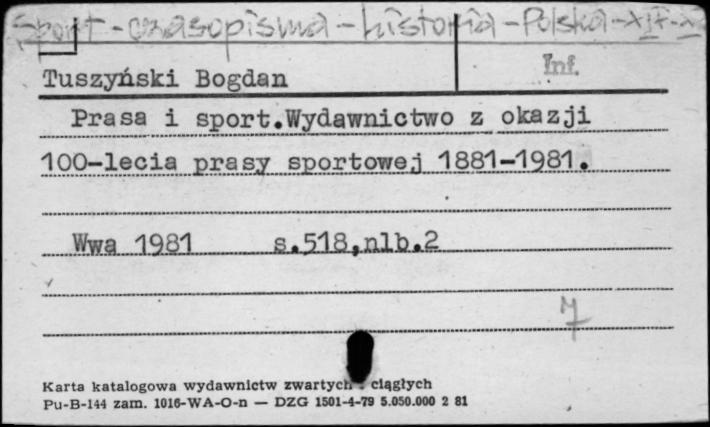 Sport - czasopisma - historia - Polska - XIX-
Inf.
Tuszyński Bogdan
Prasa i sport.Wydawnictwo z okazji
100-lecia prasy sportowej 1881-1981.
Wwa 1981 s.518,nlb.2
Karta katalogowa wydawnictw zwartych ciągłych
Pu-B-144 zam. 1016-WA-O-n — DZG 1501-4-79 5.050.000 2 81